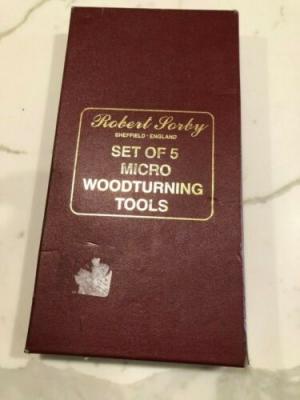 Robert Sorby
SHEFFIELD · ENGLAND
SET OF 5
MICRO
WOODTURNING
TOOLS